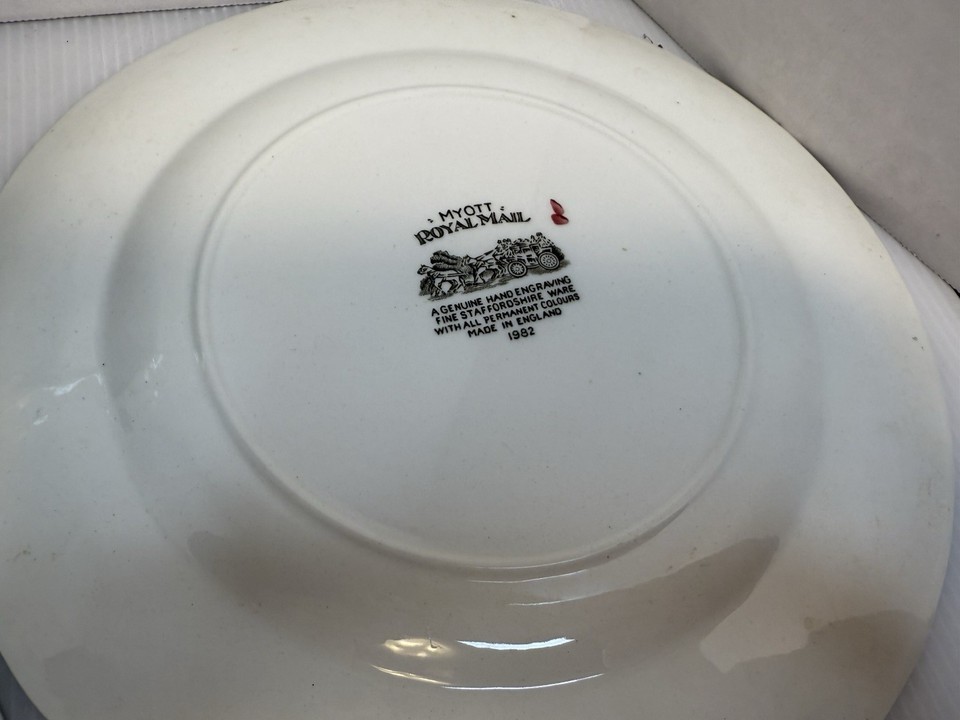 MYOTT
ROYAL MAIL
A GENUINE HAND ENGRAVING
FINE STAFFORDSHIRE WARE
WITH ALL PERMANENT COLOURS
MADE IN ENGLAND
1982